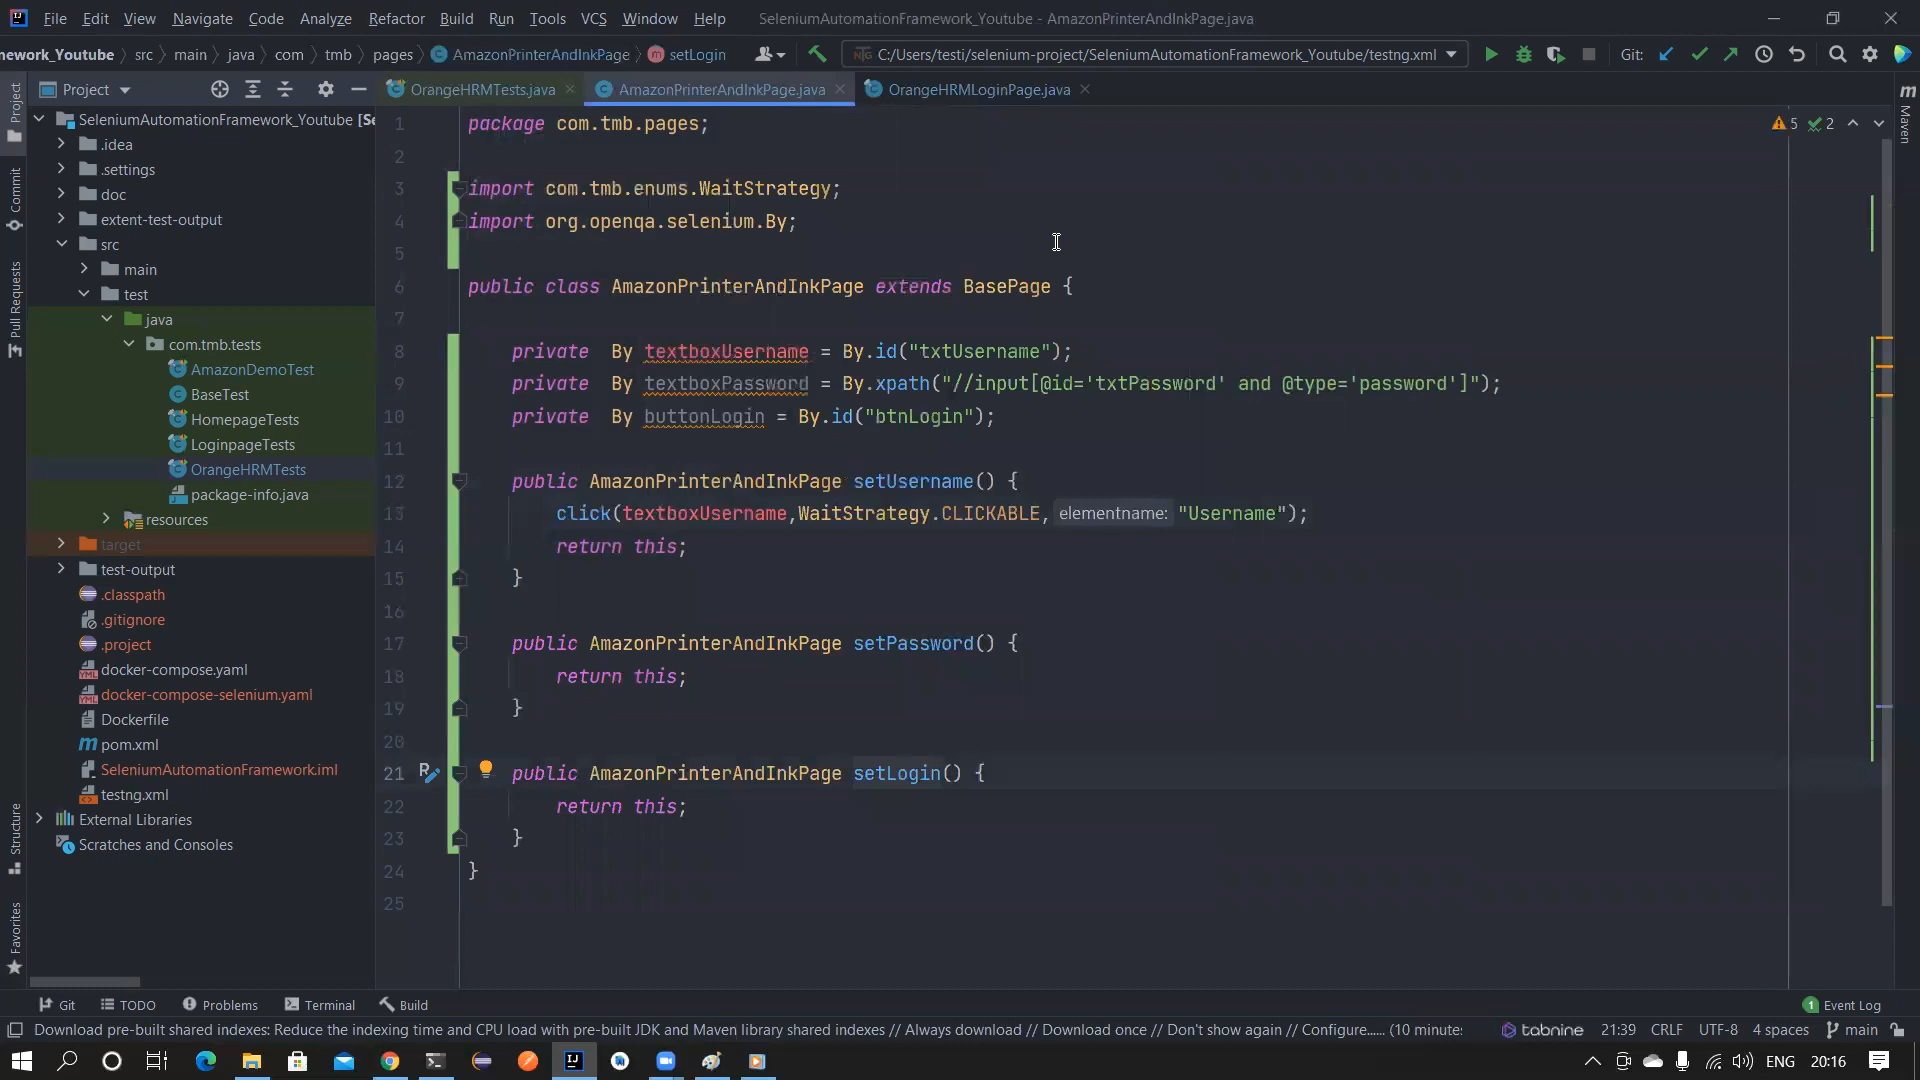 File Edit View Navigate Code Analyze Refactor Build Run Tools VCS Window Help SeleniumAutomationFramework_Youtube - AmazonPrinterAndInkPage.java
nework_Youtube src main java com tmb pages AmazonPrinterAndInkPage setLogin C:/Users/testi/selenium-project/SeleniumAutomationFramework_Youtube/testng.xml Git:
Project OrangeHRMTests.java AmazonPrinterAndInkPage.java OrangeHRMLoginPage.java
Project
Commit
Pull Requests
Structure
Favorites
Maven
SeleniumAutomationFramework_Youtube [Se
.idea
.settings
doc
extent-test-output
src
main
test
java
com.tmb.tests
AmazonDemoTest
BaseTest
HomepageTests
LoginpageTests
OrangeHRMTests
package-info.java
resources
target
test-output
.classpath
.gitignore
.project
docker-compose.yaml
docker-compose-selenium.yaml
Dockerfile
pom.xml
SeleniumAutomationFramework.iml
testng.xml
External Libraries
Scratches and Consoles
5 2
1 package com.tmb.pages;
2
3 import com.tmb.enums.WaitStrategy;
4 import org.openqa.selenium.By;
5
6 public class AmazonPrinterAndInkPage extends BasePage {
7
8 private  By textboxUsername = By.id("txtUsername");
9 private  By textboxPassword = By.xpath("//input[@id='txtPassword' and @type='password']");
10 private  By buttonLogin = By.id("btnLogin");
11
12 public AmazonPrinterAndInkPage setUsername() {
13 click(textboxUsername,WaitStrategy.CLICKABLE, elementname: "Username");
14 return this;
15 }
16
17 public AmazonPrinterAndInkPage setPassword() {
18 return this;
19 }
20
21 public AmazonPrinterAndInkPage setLogin() {
22 return this;
23 }
24 }
25
Git TODO Problems Terminal Build 1 Event Log
Download pre-built shared indexes: Reduce the indexing time and CPU load with pre-built JDK and Maven library shared indexes // Always download // Download once // Don't show again // Configure...... (10 minutes tabnine 21:39 CRLF UTF-8 4 spaces main
ENG 20:16